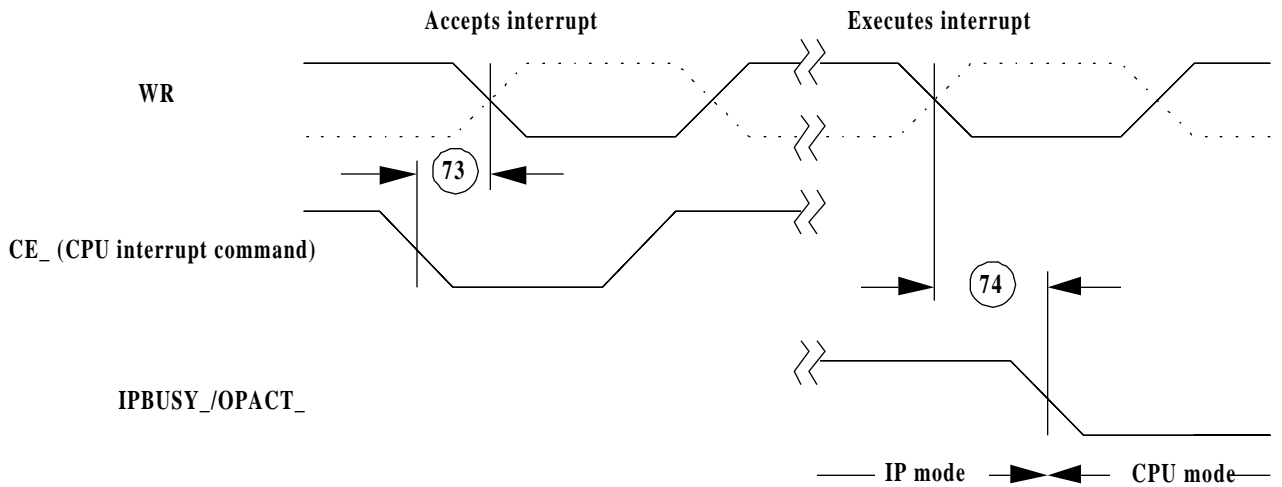 Accepts interrupt
Executes interrupt
WR
73
CE_ (CPU interrupt command)
74
IPBUSY_/OPACT_
IP mode
CPU mode